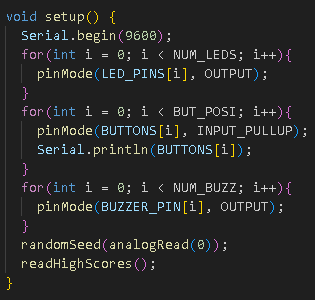 void setup() {
  Serial.begin(9600);
  for(int i = 0; i < NUM_LEDS; i++){
    pinMode(LED_PINS[i], OUTPUT);
  }
  for(int i = 0; i < BUT_POSI; i++){
    pinMode(BUTTONS[i], INPUT_PULLUP);
    Serial.println(BUTTONS[i]);
  }
  for(int i = 0; i < NUM_BUZZ; i++){
    pinMode(BUZZER_PIN[i], OUTPUT);
  }
  randomSeed(analogRead(0));
  readHighScores();
}